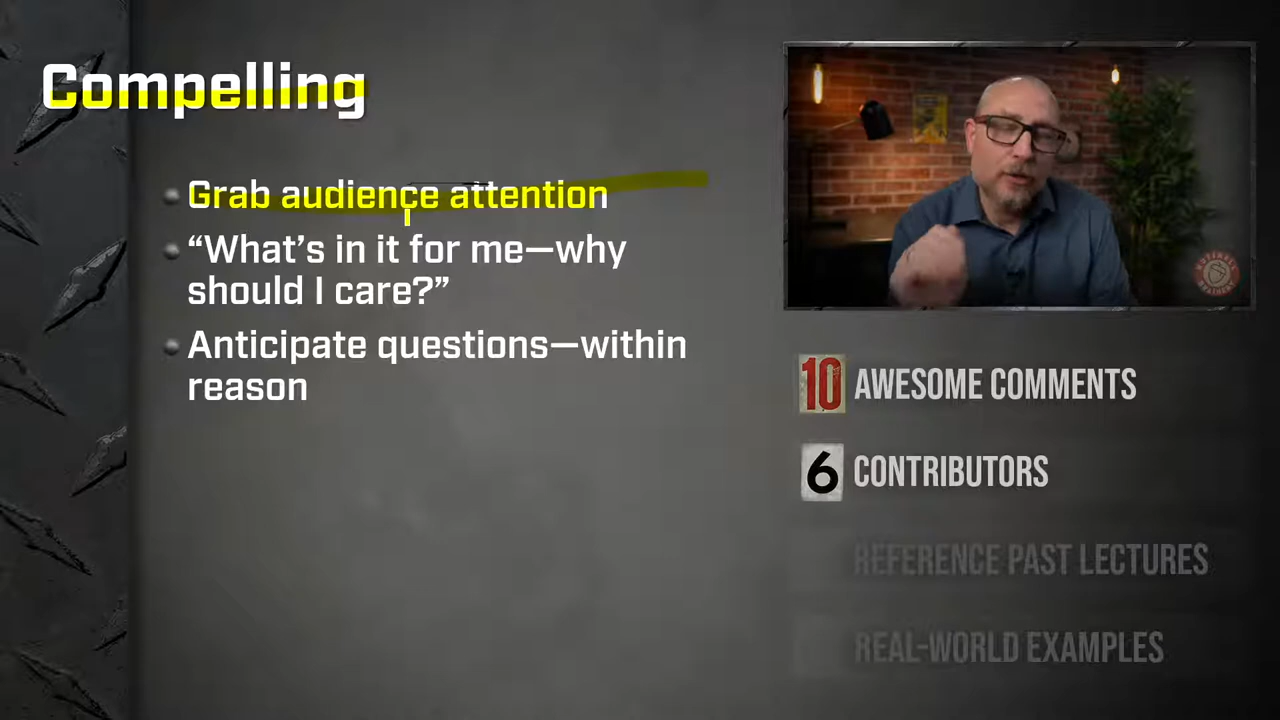 Compelling
Grab audience attention
“What’s in it for me—why
should I care?”
Anticipate questions—within
reason
10 AWESOME COMMENTS
6 CONTRIBUTORS
REFERENCE PAST LECTURES
REAL-WORLD EXAMPLES